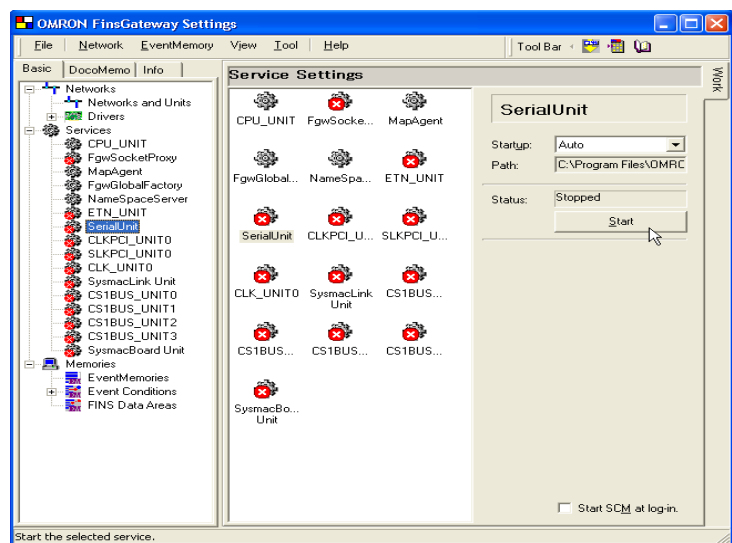 OMRON FinsGateway Settings
File Network EventMemory View Tool Help Tool Bar
Basic DocoMemo Info
Networks
Networks and Units
Drivers
Services
CPU_UNIT
FgwSocketProxy
MapAgent
FgwGlobalFactory
NameSpaceServer
ETN_UNIT
SerialUnit
CLKPCI_UNIT0
SLKPCI_UNIT0
CLK_UNIT0
SysmacLink Unit
CS1BUS_UNIT0
CS1BUS_UNIT1
CS1BUS_UNIT2
CS1BUS_UNIT3
SysmacBoard Unit
Memories
EventMemories
Event Conditions
FINS Data Areas
Service Settings
CPU_UNIT FgwSocke... MapAgent
FgwGlobal... NameSpa... ETN_UNIT
SerialUnit CLKPCI_U... SLKPCI_U...
CLK_UNIT0 SysmacLink Unit CS1BUS...
CS1BUS... CS1BUS... CS1BUS...
SysmacBo... Unit
SerialUnit
Startup: Auto
Path: C:\Program Files\OMRC
Status: Stopped
Start
Start SCM at log-in.
Work
Start the selected service.